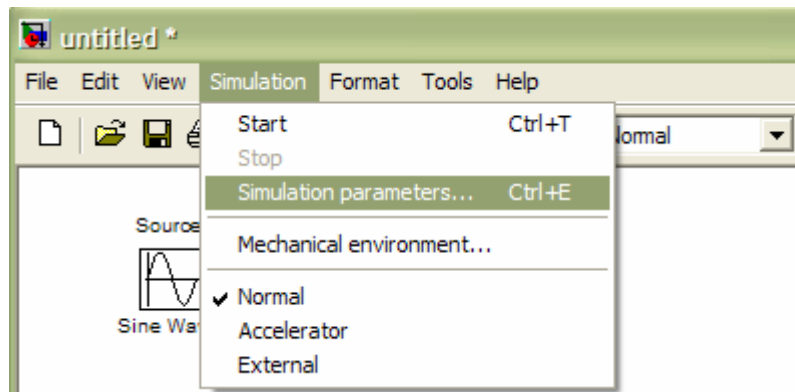 untitled *
File Edit View Simulation Format Tools Help
Normal
Start Ctrl+T
Stop
Simulation parameters... Ctrl+E
Mechanical environment...
Normal
Accelerator
External
Source
Sine Wa